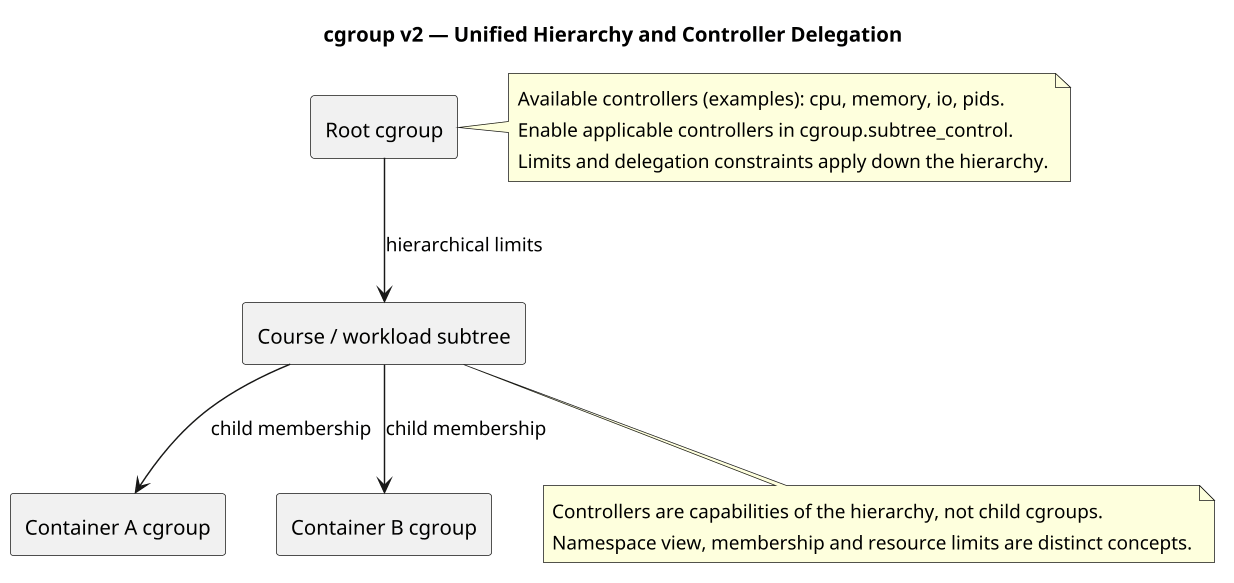 cgroup v2 — Unified Hierarchy and Controller Delegation
Root cgroup
Available controllers (examples): cpu, memory, io, pids.
Enable applicable controllers in cgroup.subtree_control.
Limits and delegation constraints apply down the hierarchy.
hierarchical limits
Course / workload subtree
child membership
child membership
Container A cgroup
Container B cgroup
Controllers are capabilities of the hierarchy, not child cgroups.
Namespace view, membership and resource limits are distinct concepts.